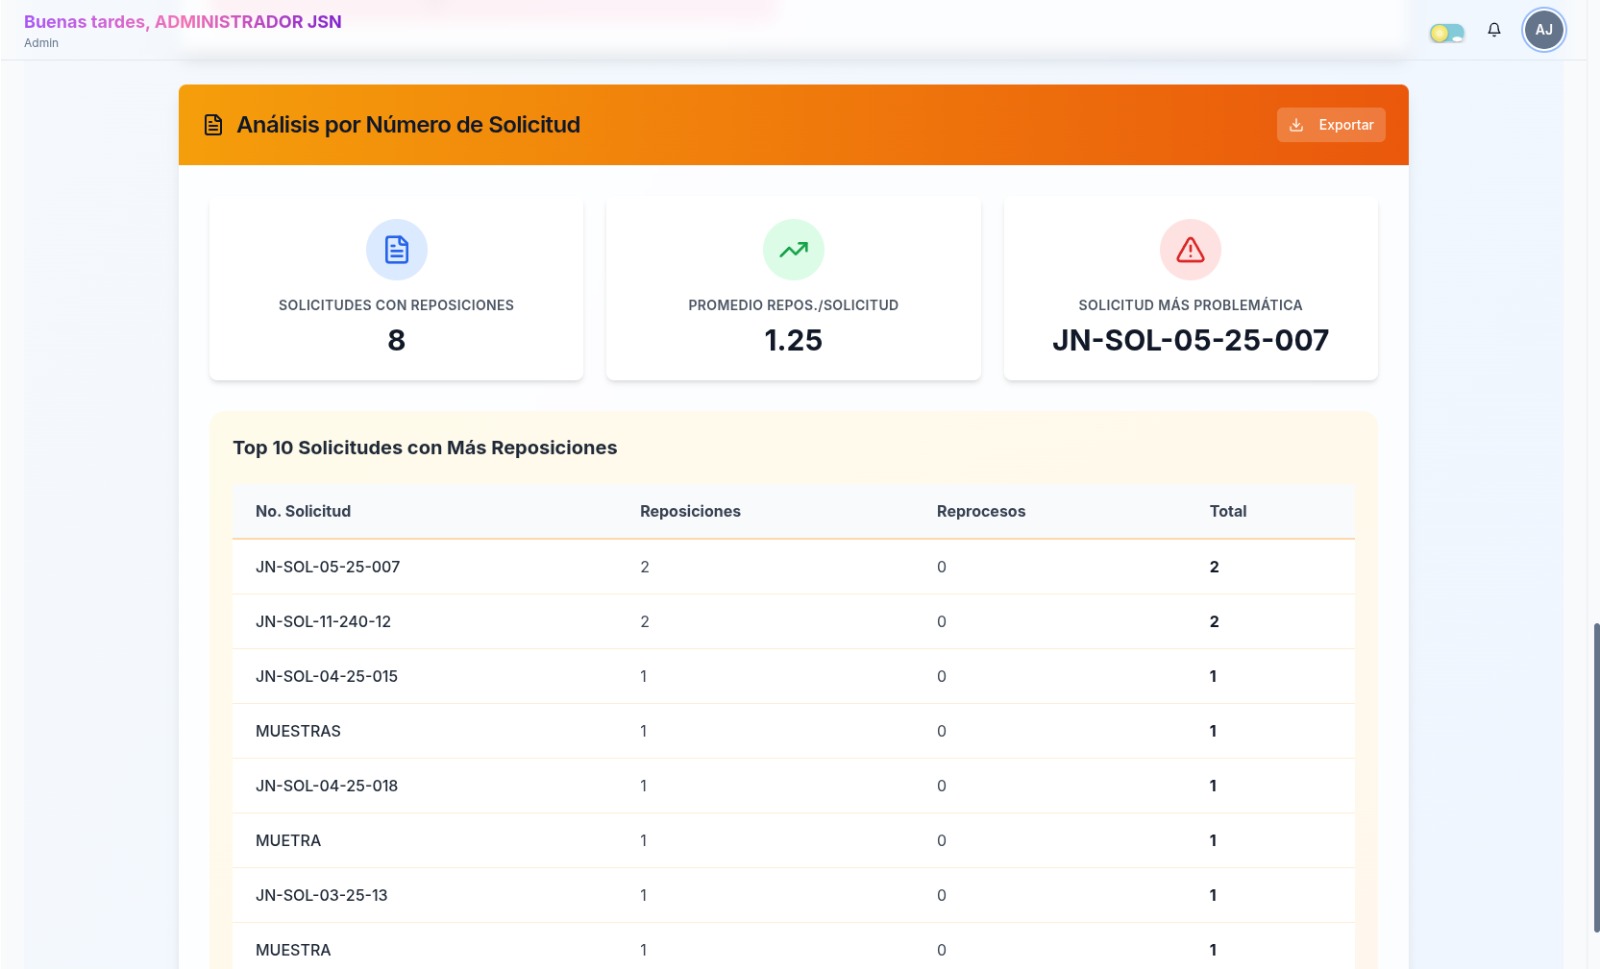 Buenas tardes, ADMINISTRADOR JSN
Admin
AJ
Análisis por Número de Solicitud
Exportar
SOLICITUDES CON REPOSICIONES
8
PROMEDIO REPOS./SOLICITUD
1.25
SOLICITUD MÁS PROBLEMÁTICA
JN-SOL-05-25-007
Top 10 Solicitudes con Más Reposiciones
No. Solicitud Reposiciones Reprocesos Total
JN-SOL-05-25-007 2 0 2
JN-SOL-11-240-12 2 0 2
JN-SOL-04-25-015 1 0 1
MUESTRAS 1 0 1
JN-SOL-04-25-018 1 0 1
MUETRA 1 0 1
JN-SOL-03-25-13 1 0 1
MUESTRA 1 0 1